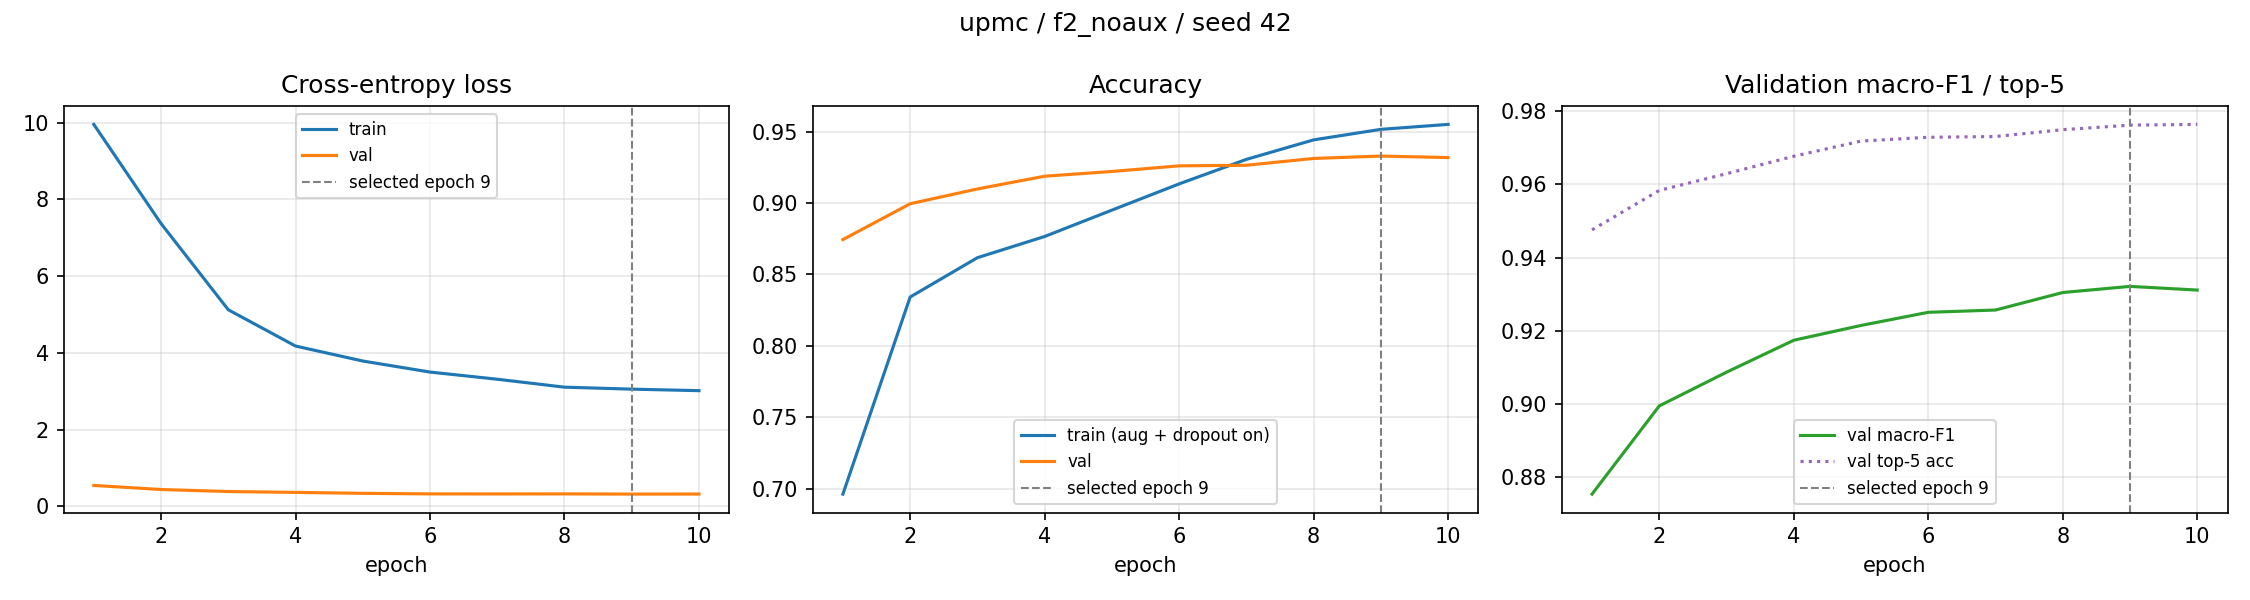 upmc / f2_noaux / seed 42
Cross-entropy loss
10
8
6
4
2
0
train
val
selected epoch 9
2 4 6 8 10
epoch
Accuracy
0.95
0.90
0.85
0.80
0.75
0.70
train (aug + dropout on)
val
selected epoch 9
2 4 6 8 10
epoch
Validation macro-F1 / top-5
0.98
0.96
0.94
0.92
0.90
0.88
val macro-F1
val top-5 acc
selected epoch 9
2 4 6 8 10
epoch